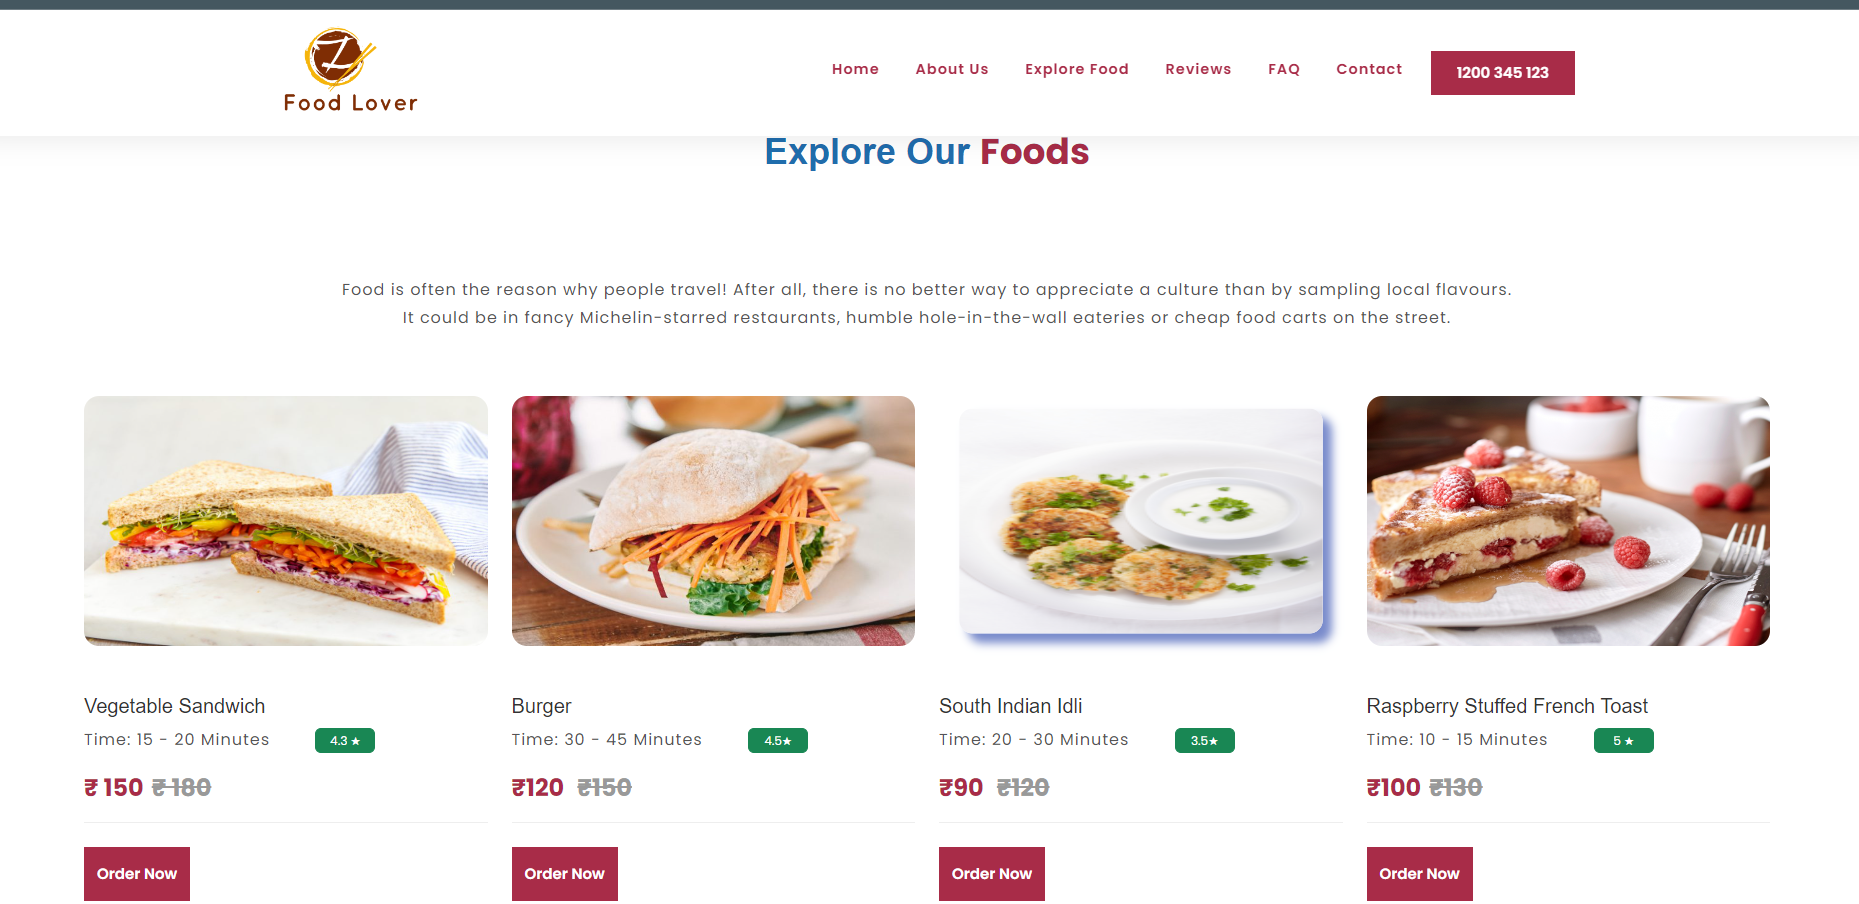 Food Lover
Home About Us Explore Food Reviews FAQ Contact 1200 345 123
Explore Our Foods
Food is often the reason why people travel! After all, there is no better way to appreciate a culture than by sampling local flavours.
It could be in fancy Michelin-starred restaurants, humble hole-in-the-wall eateries or cheap food carts on the street.
Vegetable Sandwich
Time: 15 - 20 Minutes 4.3 ★
₹ 150 ₹ 180
Order Now
Burger
Time: 30 - 45 Minutes 4.5★
₹120 ₹150
Order Now
South Indian Idli
Time: 20 - 30 Minutes 3.5★
₹90 ₹120
Order Now
Raspberry Stuffed French Toast
Time: 10 - 15 Minutes 5 ★
₹100 ₹130
Order Now